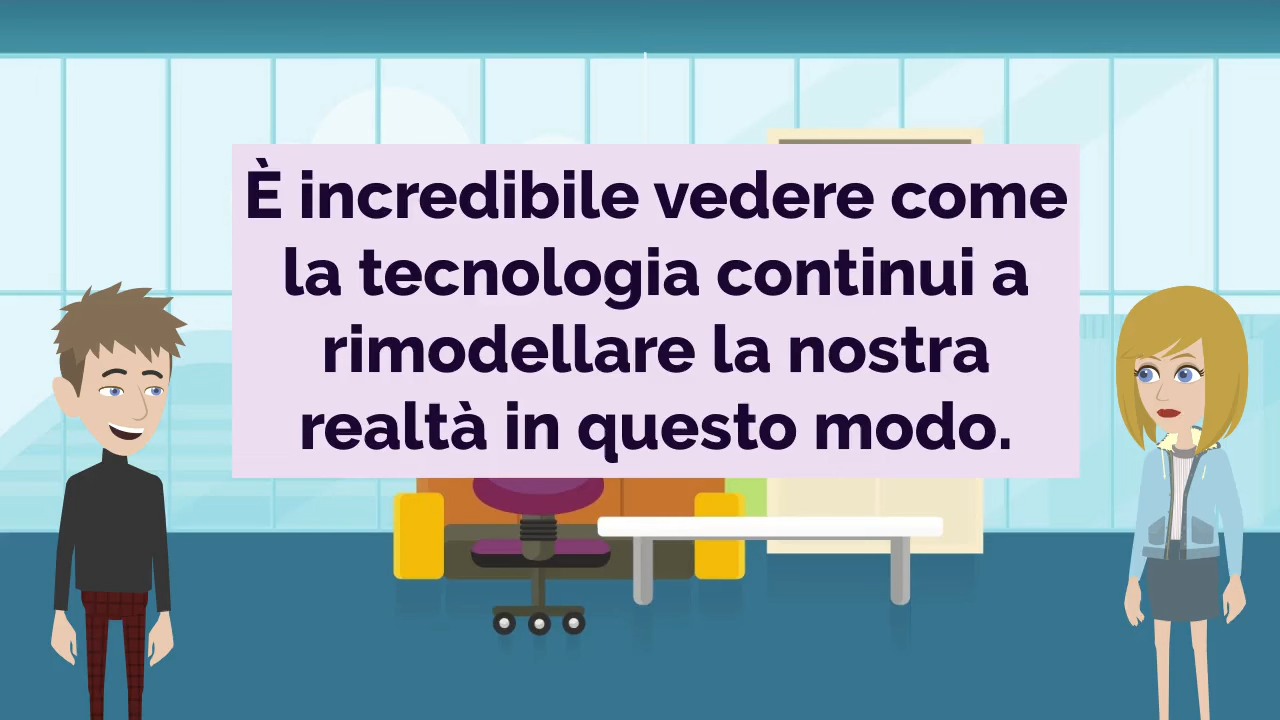 È incredibile vedere come
la tecnologia continui a
rimodellare la nostra
realtà in questo modo.